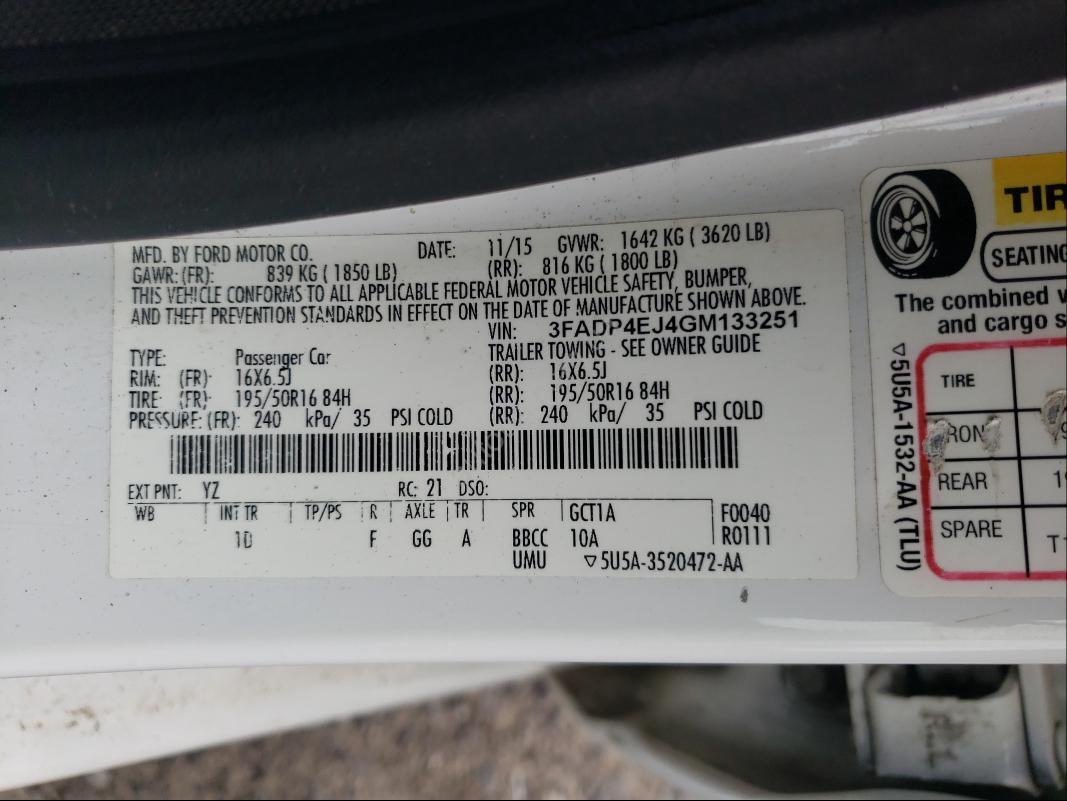 MFD. BY FORD MOTOR CO. DATE: 11/15 GVWR: 1642 KG ( 3620 LB)
GAWR: (FR): 839 KG ( 1850 LB) (RR): 816 KG ( 1800 LB)
THIS VEHICLE CONFORMS TO ALL APPLICABLE FEDERAL MOTOR VEHICLE SAFETY, BUMPER,
AND THEFT PREVENTION STANDARDS IN EFFECT ON THE DATE OF MANUFACTURE SHOWN ABOVE.
VIN: 3FADP4EJ4GM133251
TRAILER TOWING - SEE OWNER GUIDE
TYPE: Passenger Car
RIM: (FR) 16X6.5J (RR): 16X6.5J
TIRE (FR) 195/50R16 84H (RR): 195/50R16 84H
PRESSURE: (FR): 240 kPa/ 35 PSI COLD (RR): 240 kPa/ 35 PSI COLD
EXT PNT: YZ RC: 21 DSO:
WB INT TR TP/PS R AXLE TR SPR GCT1A F0040
1D F GG A BBCC 10A R0111
UMU ▽5U5A-3520472-AA
SEATING
The combined
and cargo
▽5U5A-1532-AA (TLU)
TIRE
REAR
SPARE